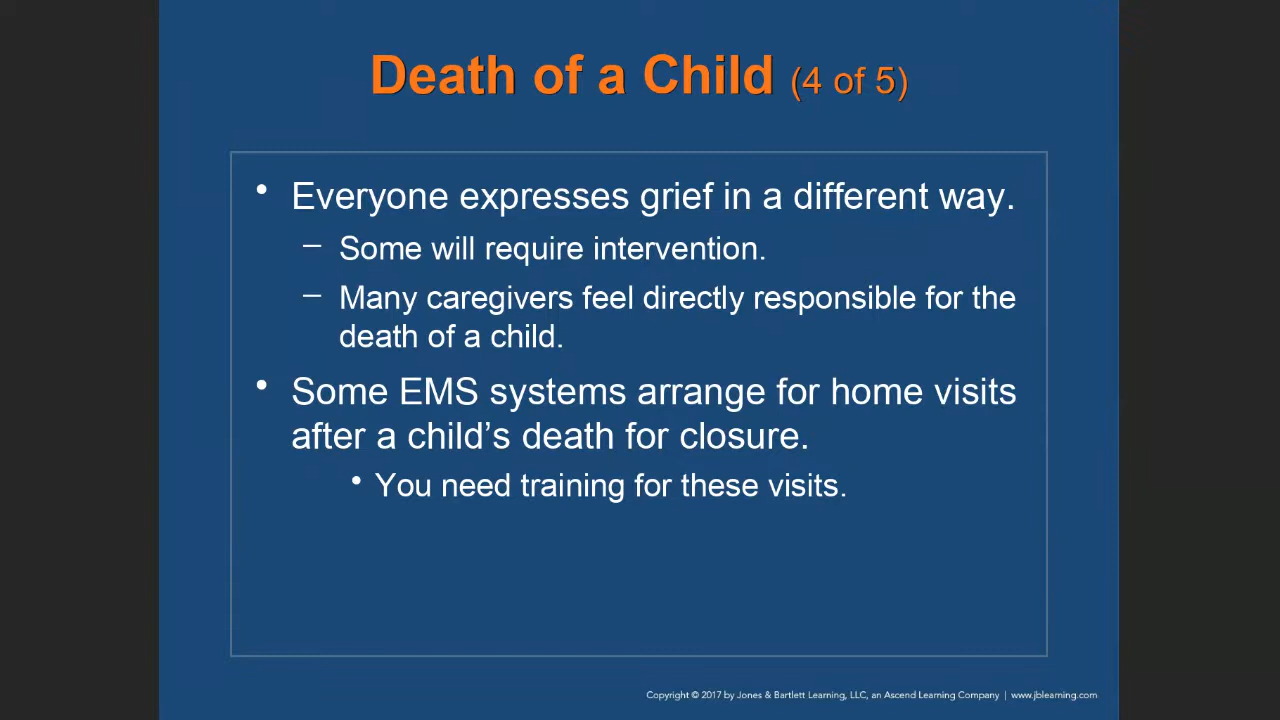 Death of a Child (4 of 5)
• Everyone expresses grief in a different way.
– Some will require intervention.
– Many caregivers feel directly responsible for the
death of a child.
• Some EMS systems arrange for home visits
after a child’s death for closure.
• You need training for these visits.
Copyright © 2017 by Jones & Bartlett Learning, LLC, an Ascend Learning Company | www.jblearning.com